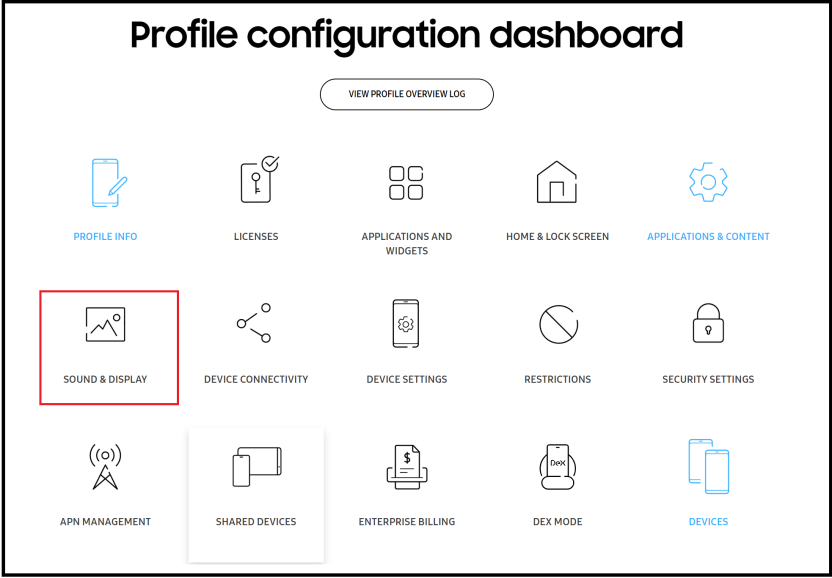 Profile configuration dashboard
VIEW PROFILE OVERVIEW LOG
PROFILE INFO
LICENSES
APPLICATIONS AND
WIDGETS
HOME & LOCK SCREEN
APPLICATIONS & CONTENT
SOUND & DISPLAY
DEVICE CONNECTIVITY
DEVICE SETTINGS
RESTRICTIONS
SECURITY SETTINGS
$
DeX
APN MANAGEMENT
SHARED DEVICES
ENTERPRISE BILLING
DEX MODE
DEVICES